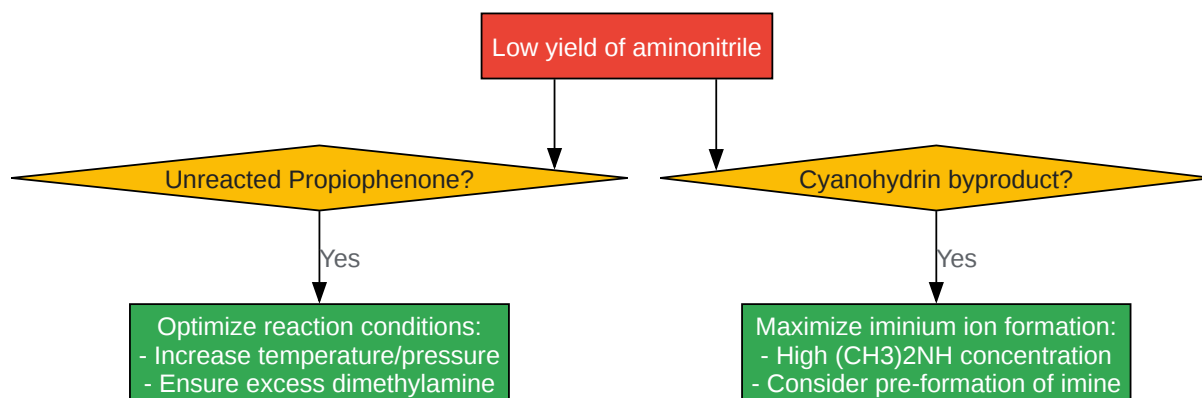 Low yield of aminonitrile
Unreacted Propiophenone?
Cyanohydrin byproduct?
Yes
Yes
Optimize reaction conditions:
- Increase temperature/pressure
- Ensure excess dimethylamine
Maximize iminium ion formation:
- High (CH3)2NH concentration
- Consider pre-formation of imine